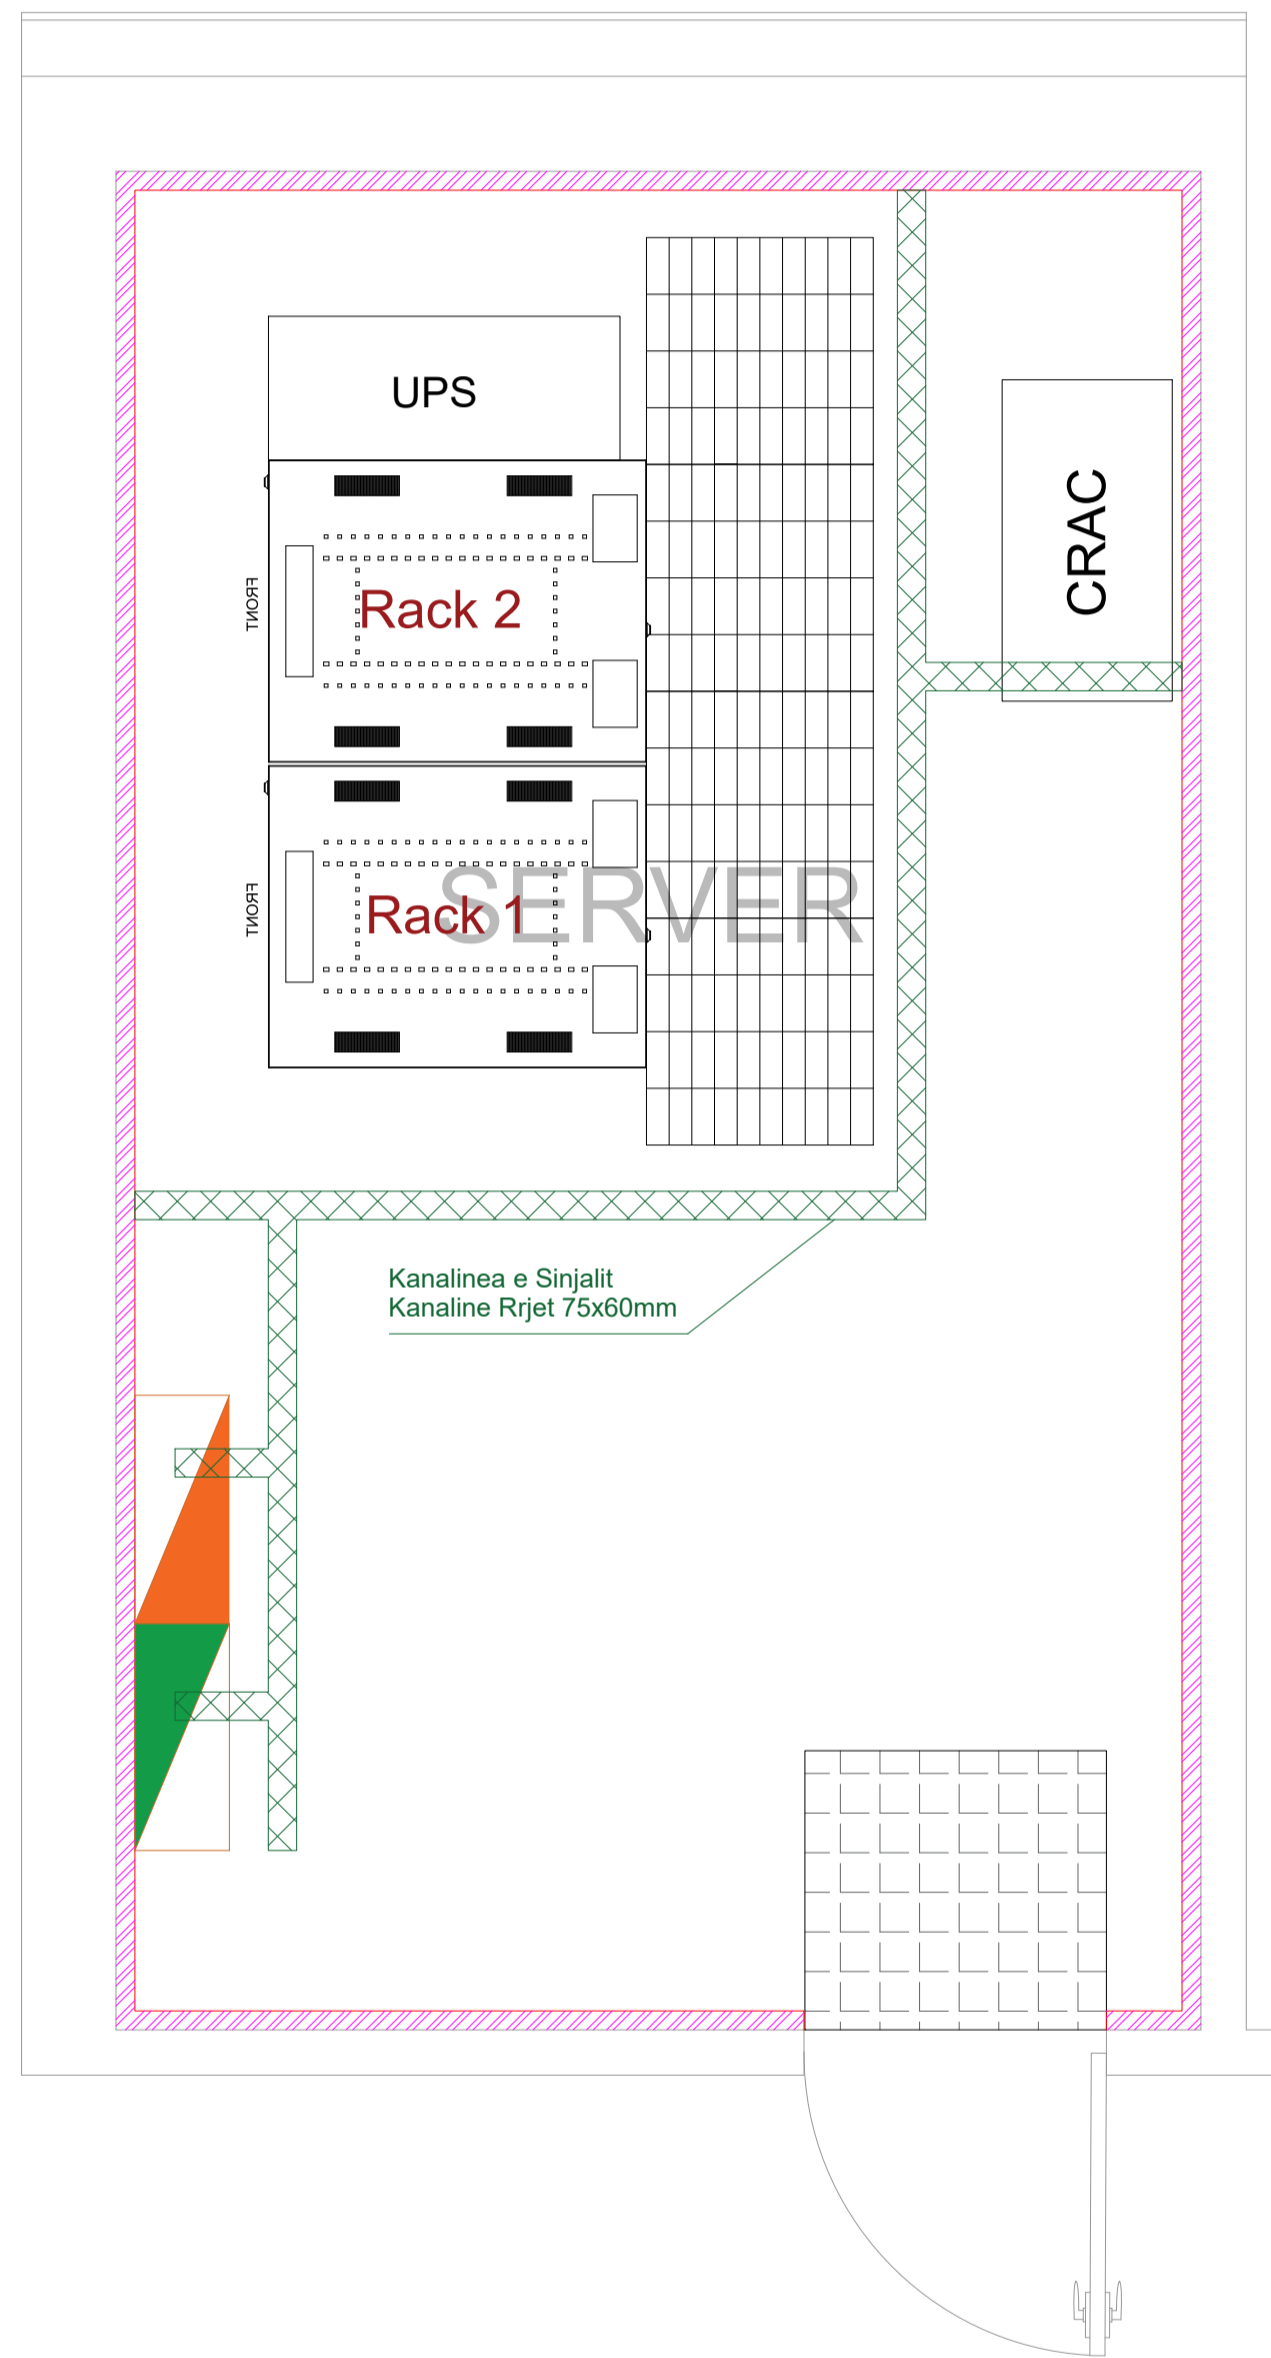 UPS
CRAC
FRONT
Rack 2
FRONT
Rack 1
SERVER
Kanalinea e Sinjalit
Kanaline Rrjet 75x60mm